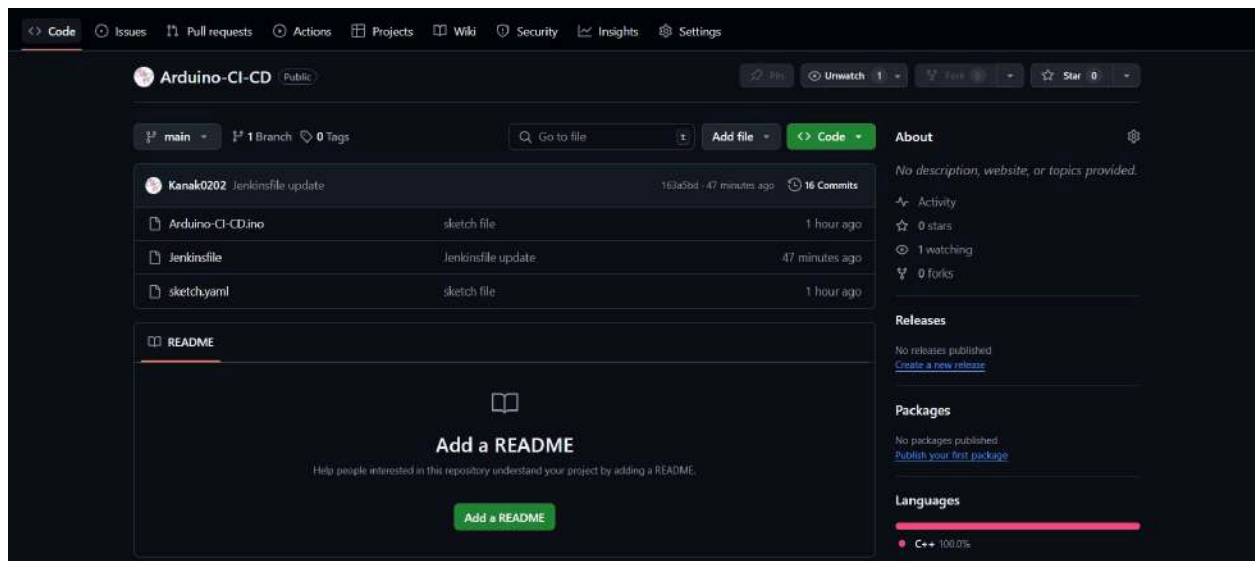 Code Issues Pull requests Actions Projects Wiki Security Insights Settings
Arduino-CI-CD Public
Pin Unwatch 1 Fork Star 0
main 1 Branch 0 Tags Go to file t Add file Code
Kanak0202 Jenkinsfile update 163a5bd · 47 minutes ago 16 Commits
Arduino-CI-CD.ino sketch file 1 hour ago
Jenkinsfile Jenkinsfile update 47 minutes ago
sketch.yaml sketch file 1 hour ago
README
Add a README
Help people interested in this repository understand your project by adding a README.
Add a README
About
No description, website, or topics provided.
Activity
0 stars
1 watching
0 forks
Releases
No releases published
Create a new release
Packages
No packages published
Publish your first package
Languages
C++ 100.0%